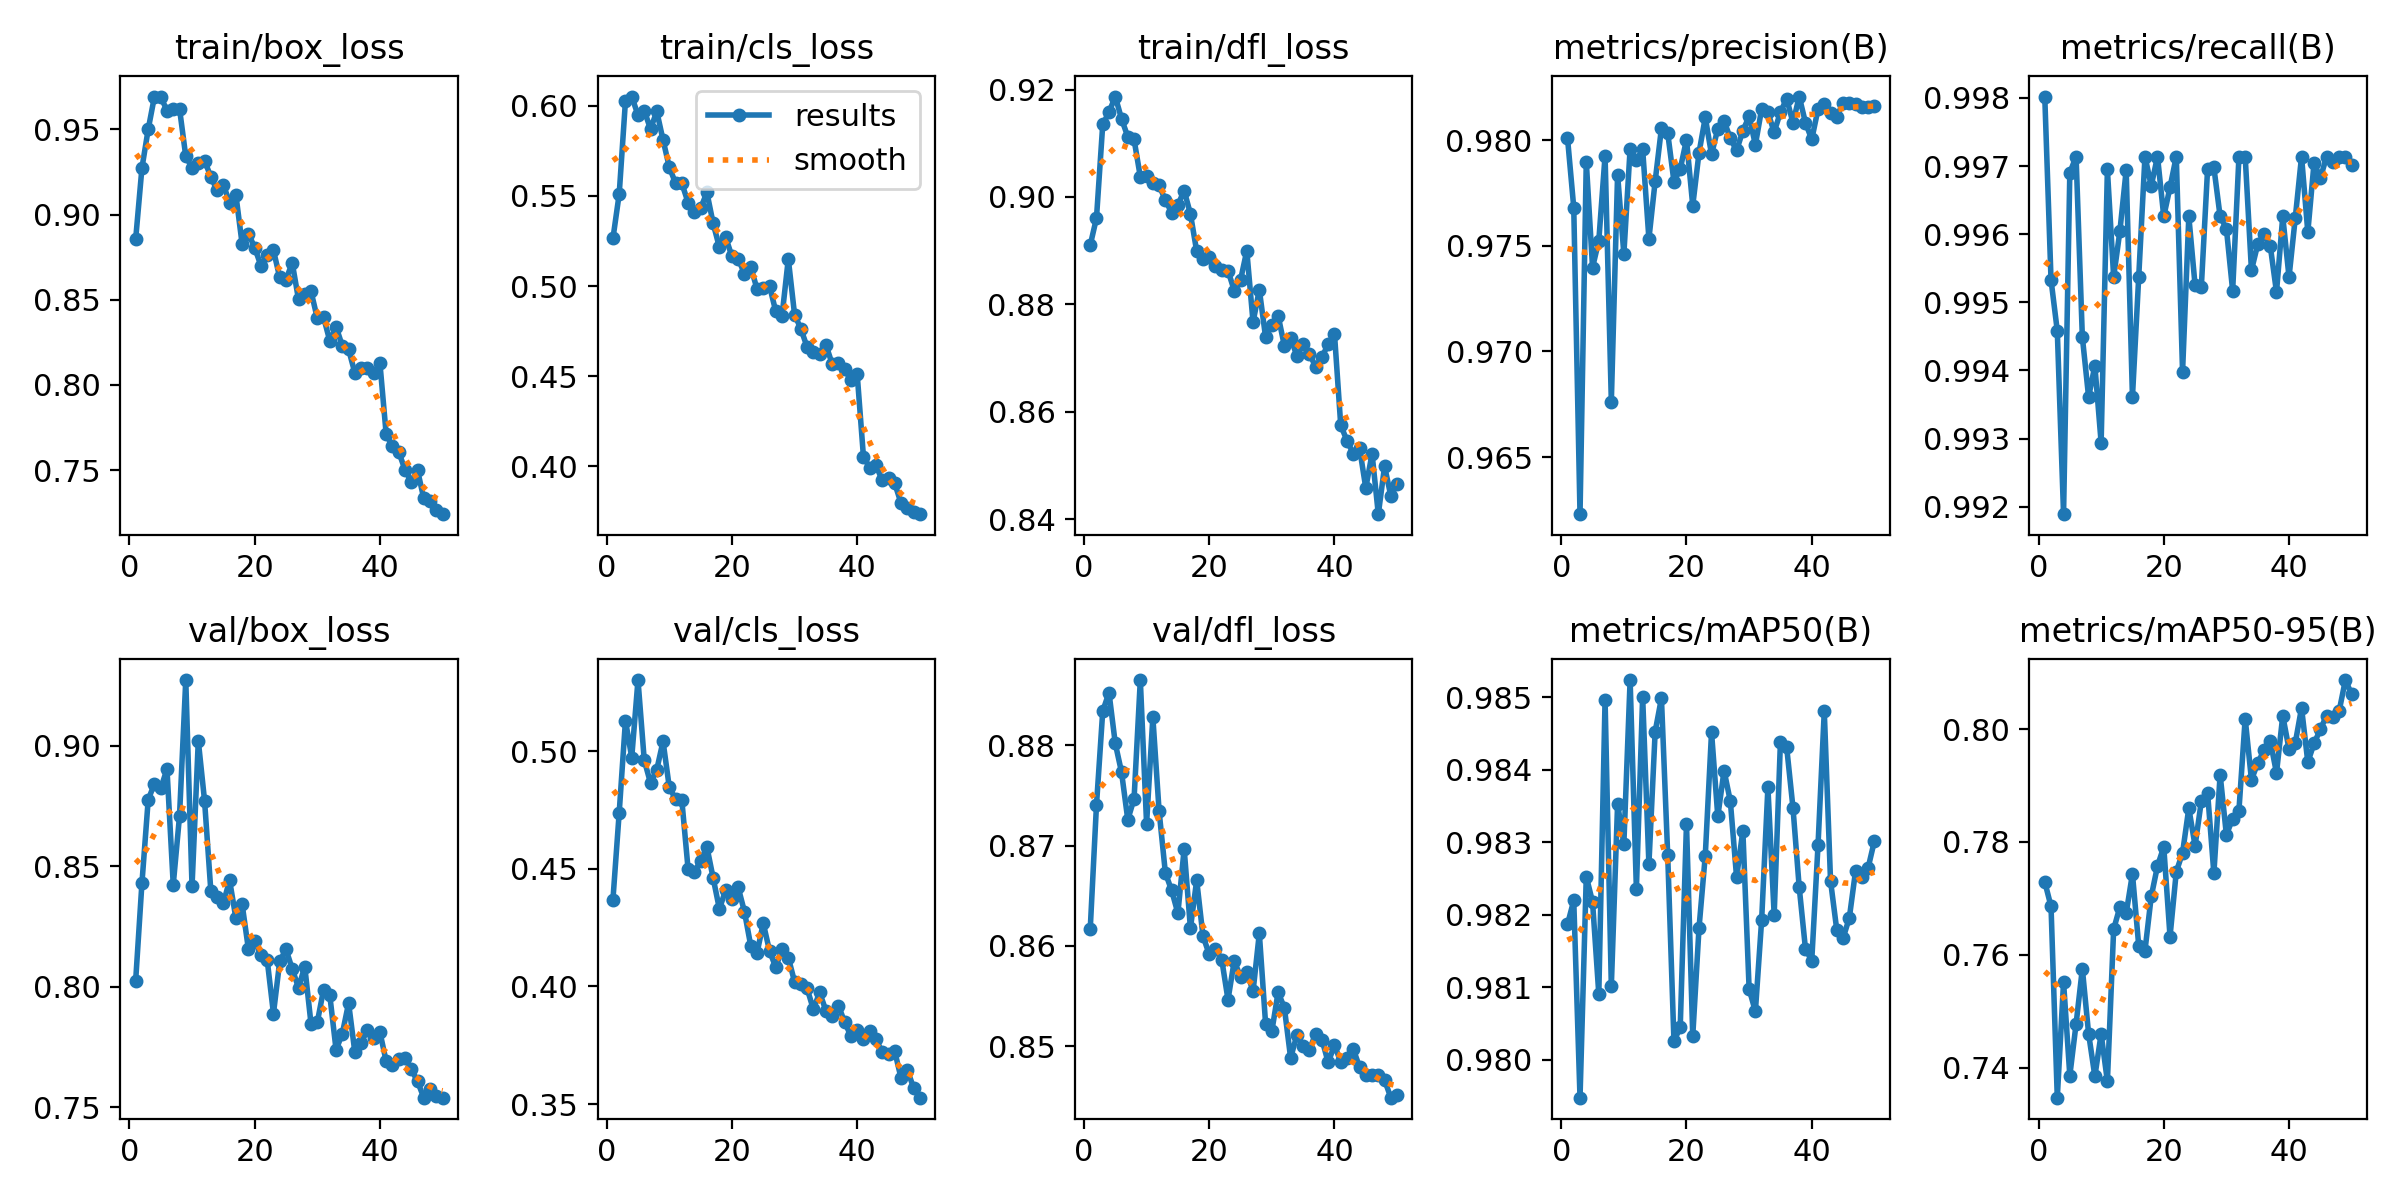 train/box_loss
train/cls_loss
train/dfl_loss
metrics/precision(B)
metrics/recall(B)
results
smooth
0.95
0.90
0.85
0.80
0.75
0 20 40
0.60
0.55
0.50
0.45
0.40
0 20 40
0.92
0.90
0.88
0.86
0.84
0 20 40
0.980
0.975
0.970
0.965
0 20 40
0.998
0.997
0.996
0.995
0.994
0.993
0.992
0 20 40
val/box_loss
val/cls_loss
val/dfl_loss
metrics/mAP50(B)
metrics/mAP50-95(B)
0.90
0.85
0.80
0.75
0 20 40
0.50
0.45
0.40
0.35
0 20 40
0.88
0.87
0.86
0.85
0 20 40
0.985
0.984
0.983
0.982
0.981
0.980
0 20 40
0.80
0.78
0.76
0.74
0 20 40